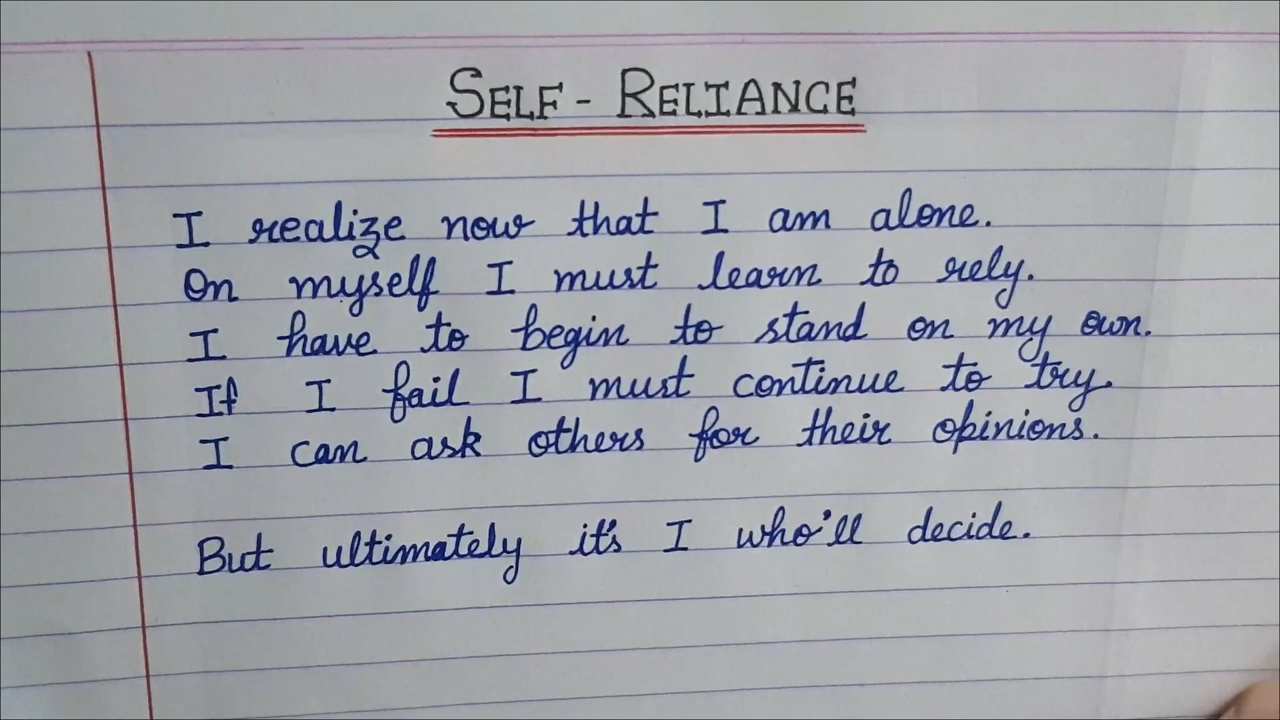 SELF - RELIANCE
I realize now that I am alone.
On myself I must learn to rely.
I have to begin to stand on my own.
If I fail I must continue to try.
I can ask others for their opinions.
But ultimately it's I who'll decide.